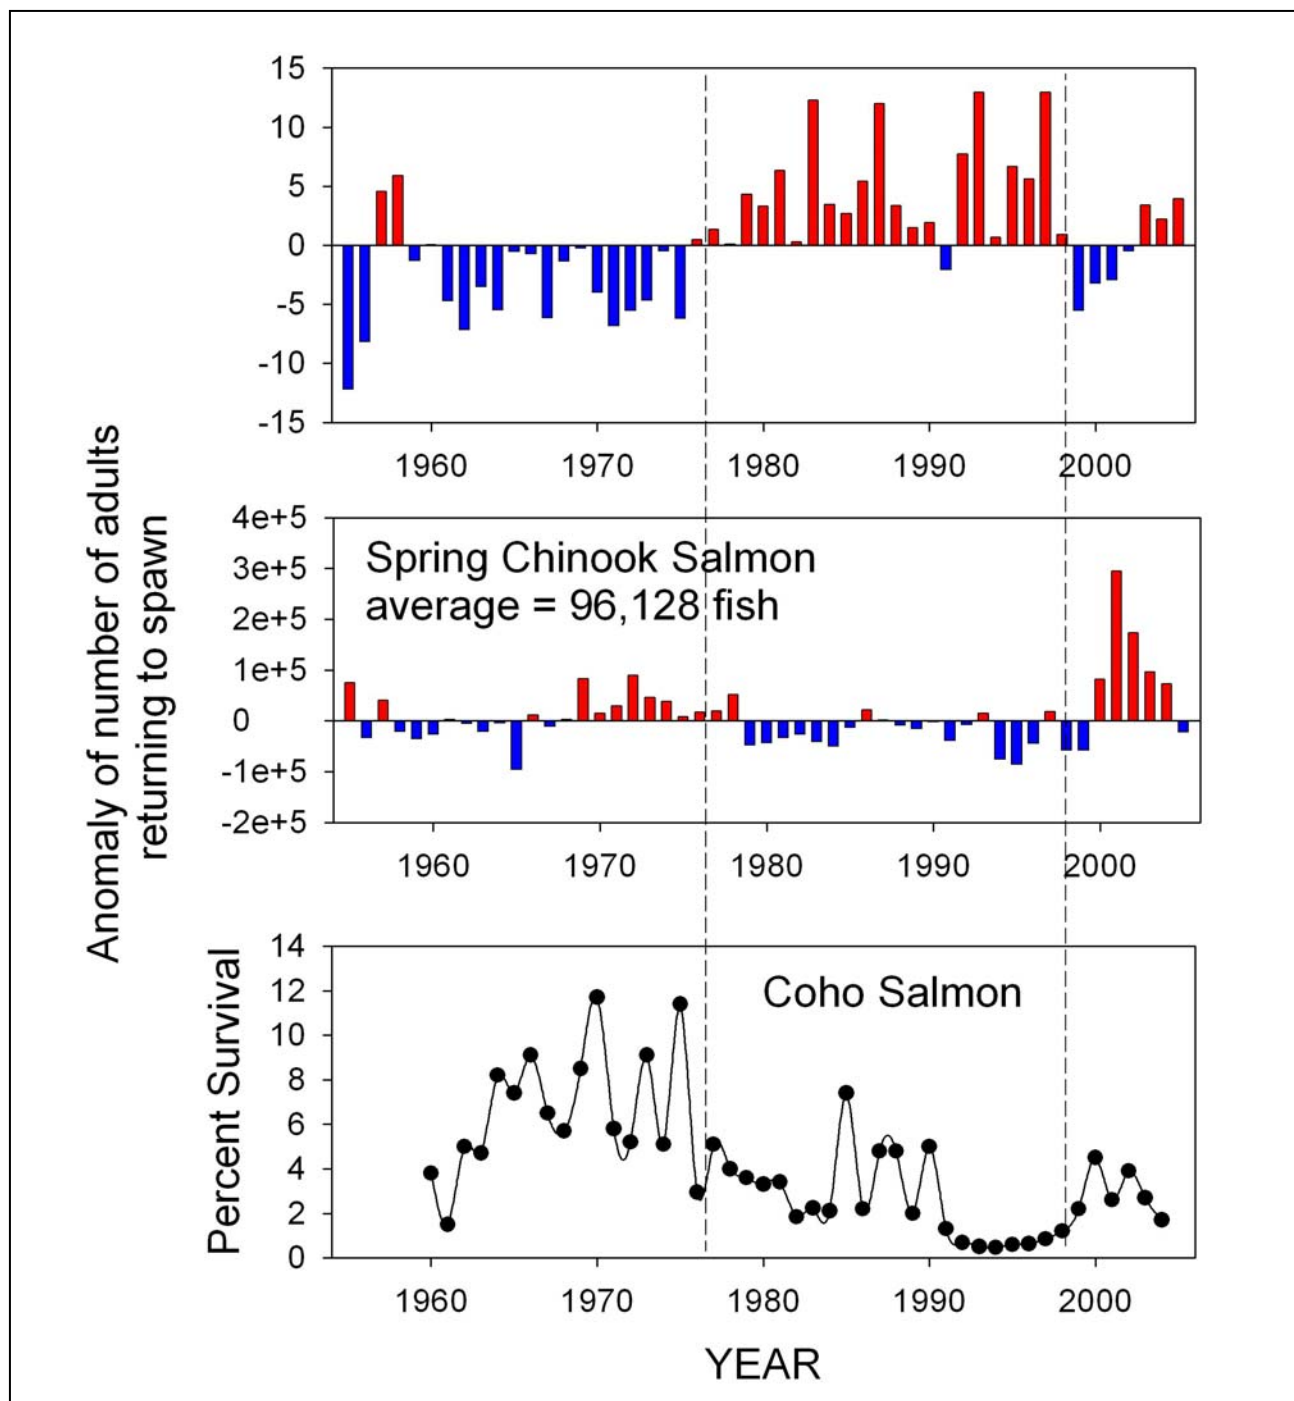 15
10
5
0
-5
-10
-15
1960 1970 1980 1990 2000
Anomaly of number of adults
returning to spawn
4e+5
3e+5
2e+5
1e+5
0
-1e+5
-2e+5
Spring Chinook Salmon
average = 96,128 fish
1960 1970 1980 1990 2000
Percent Survival
14
12
10
8
6
4
2
0
Coho Salmon
1960 1970 1980 1990 2000
YEAR